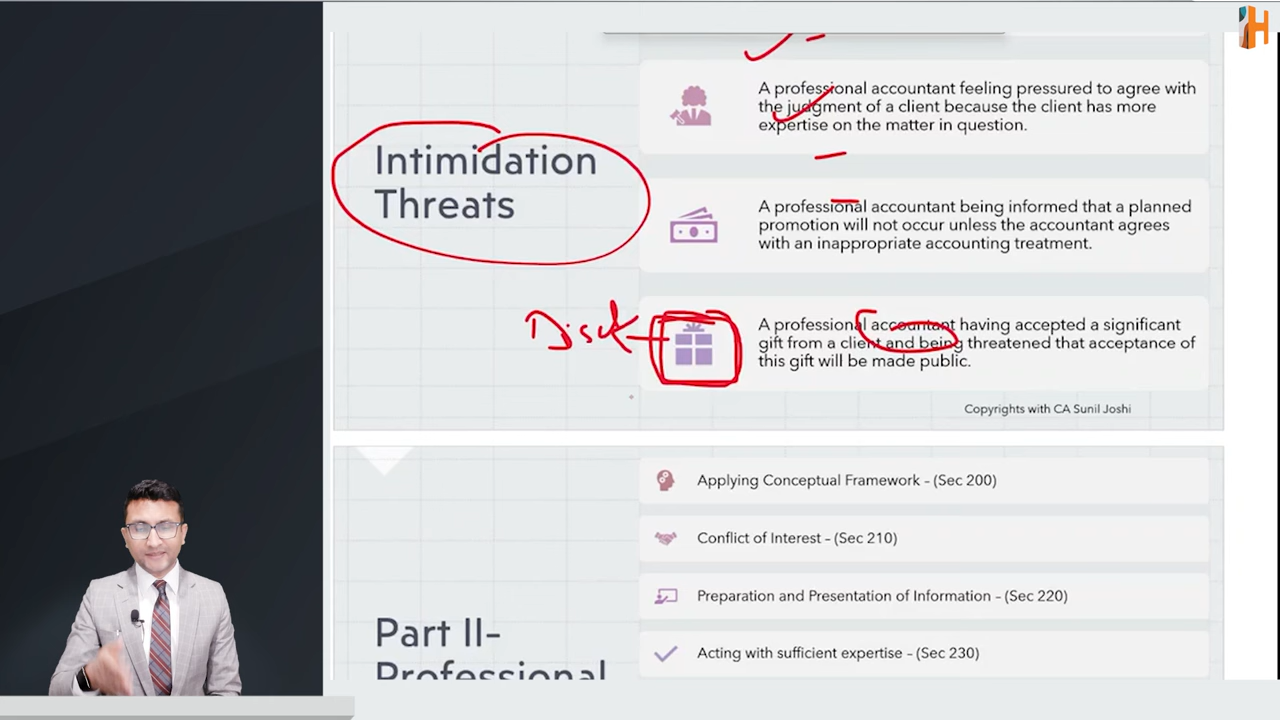 H
A professional accountant feeling pressured to agree with
the judgment of a client because the client has more
expertise on the matter in question.
Intimidation
Threats
A professional accountant being informed that a planned
promotion will not occur unless the accountant agrees
with an inappropriate accounting treatment.
A professional accountant having accepted a significant
gift from a client and being threatened that acceptance of
this gift will be made public.
Copyrights with CA Sunil Joshi
Applying Conceptual Framework – (Sec 200)
Conflict of Interest – (Sec 210)
Preparation and Presentation of Information – (Sec 220)
Acting with sufficient expertise – (Sec 230)
Part II-
Professional